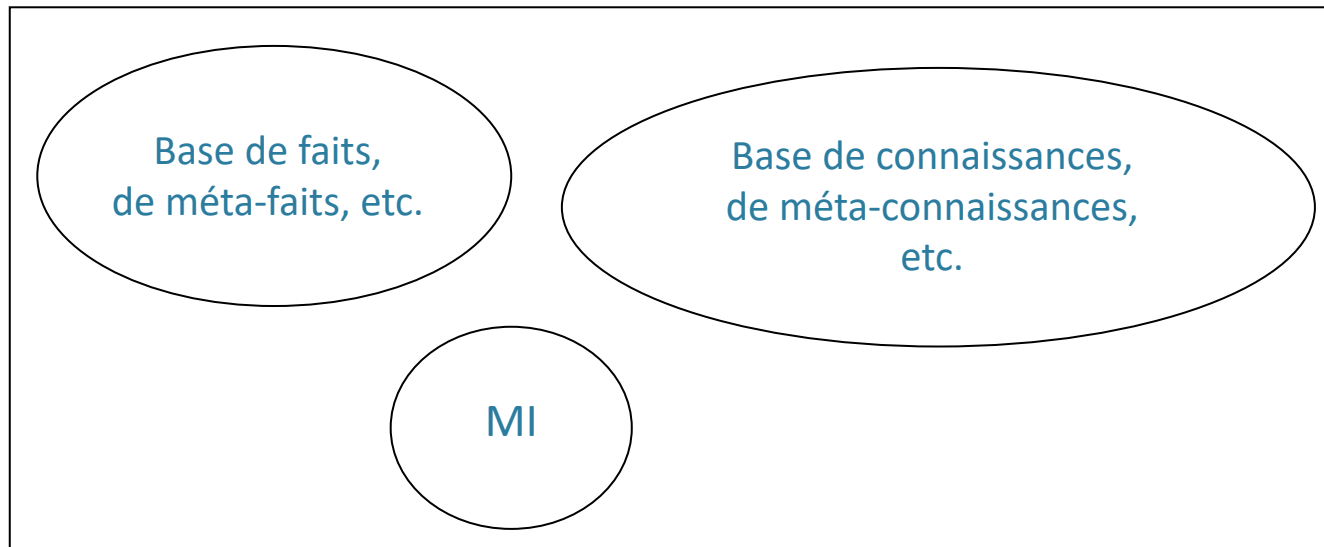 Base de faits,
de méta-faits, etc.
Base de connaissances,
de méta-connaissances,
etc.
MI